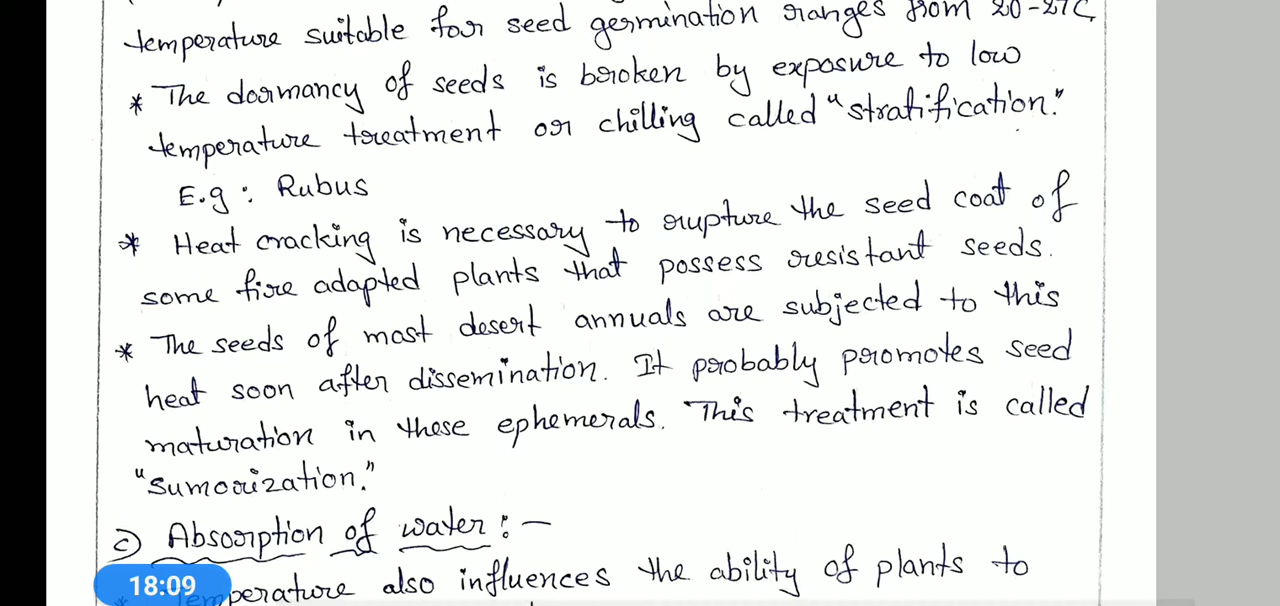 temperature suitable for seed germination ranges from 20-27c,
* The dormancy of seeds is broken by exposure to low
temperature treatment or chilling called "stratification."
E.g : Rubus
* Heat cracking is necessary to rupture the seed coat of
some fire adapted plants that possess resistant seeds.
* The seeds of most desert annuals are subjected to this
heat soon after dissemination. It probably promotes seed
maturation in these ephemerals. This treatment is called
"sumorization."
c) Absorption of water : —
* Temperature also influences the ability of plants to
18:09